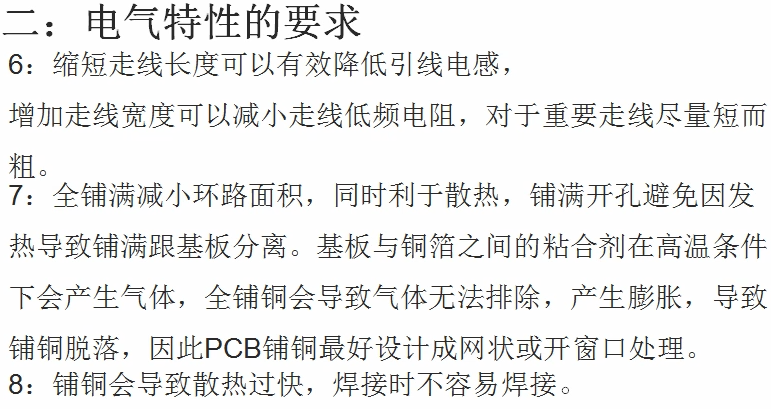 二：电气特性的要求
6：缩短走线长度可以有效降低引线电感，
增加走线宽度可以减小走线低频电阻，对于重要走线尽量短而
粗。
7：全铺满减小环路面积，同时利于散热，铺满开孔避免因发
热导致铺满跟基板分离。基板与铜箔之间的粘合剂在高温条件
下会产生气体，全铺铜会导致气体无法排除，产生膨胀，导致
铺铜脱落，因此PCB铺铜最好设计成网状或开窗口处理。
8：铺铜会导致散热过快，焊接时不容易焊接。